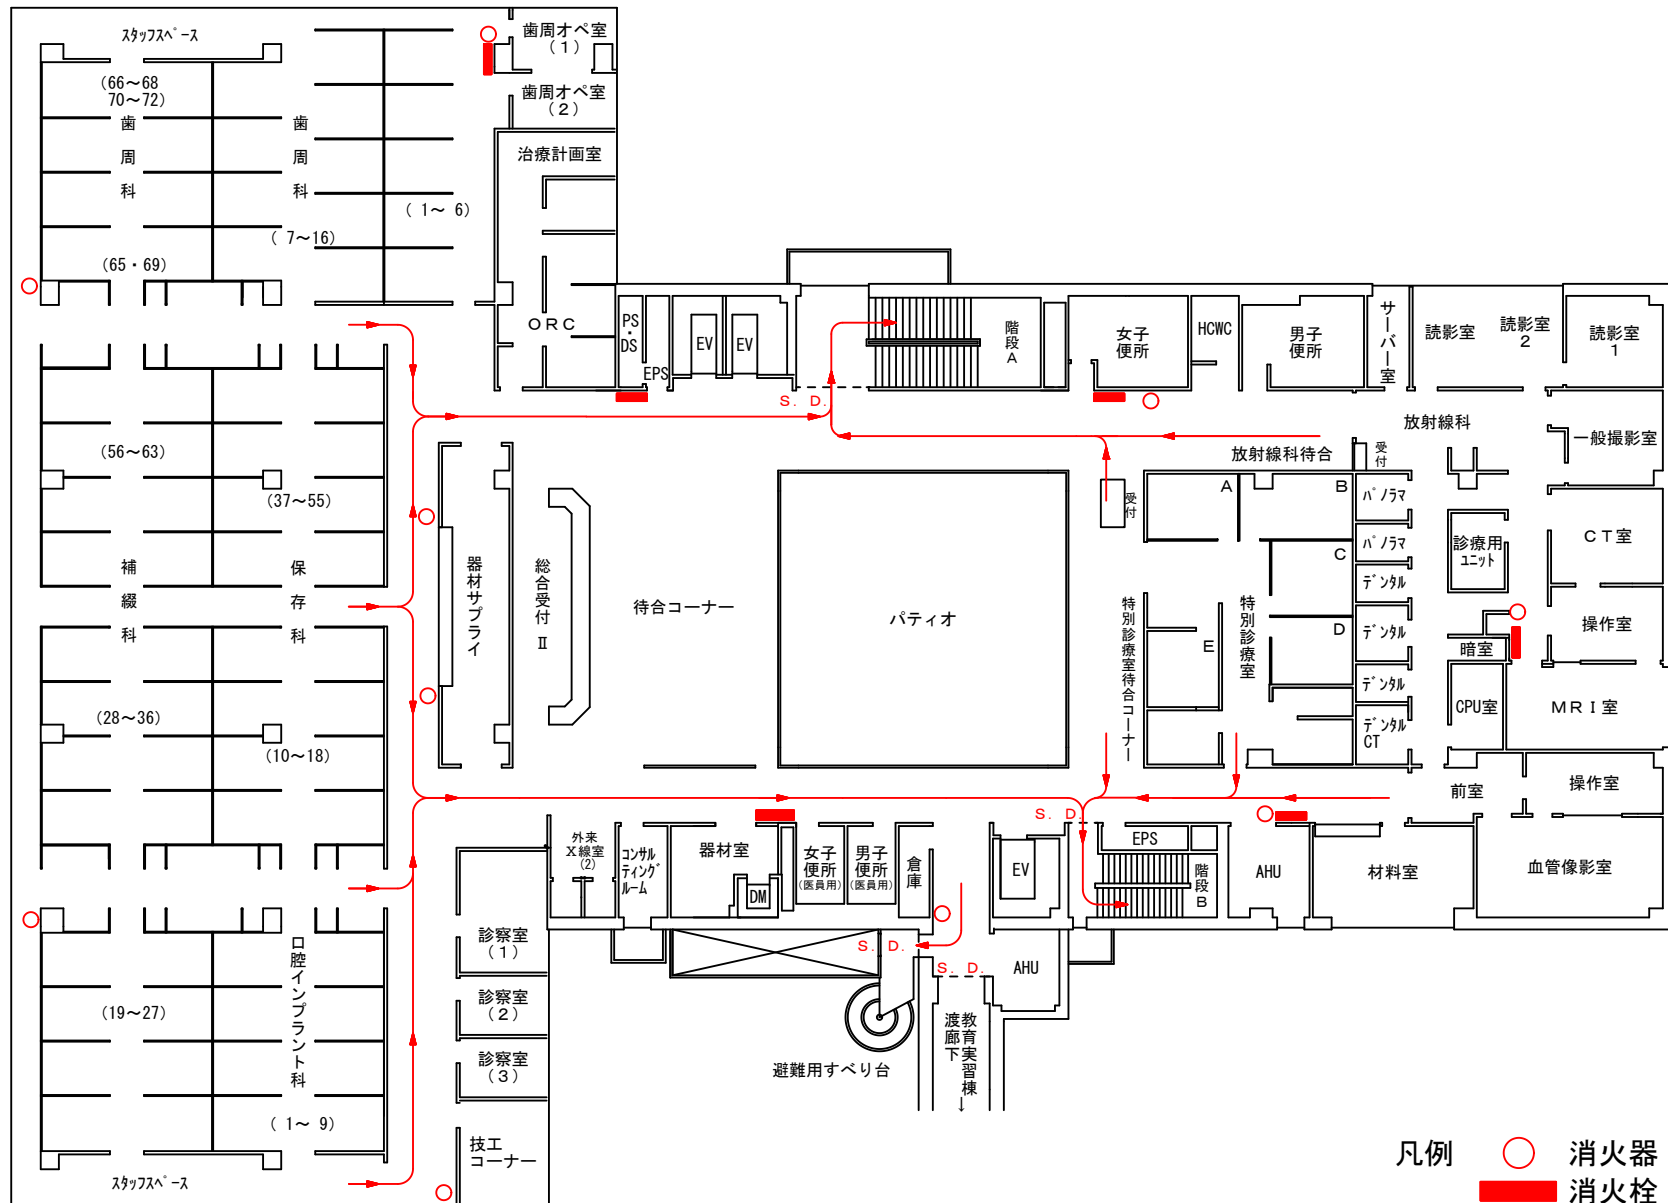 スタッフスペース
歯周オペ室
(1)
歯周オペ室
(2)
(66～68
70～72)
歯周科
歯周科
治療計画室
(1～6)
(7～16)
(65・69)
ORC
PS・DS
EPS
EV
EV
階段A
女子
便所
HCWC
男子
便所
サーバー室
読影室
読影室
2
読影室
1
S. D.
放射線科
一般撮影室
放射線科待合
受付
(56～63)
(37～55)
A
B
受付
パノラマ
パノラマ
診療用
ユニット
CT室
補綴科
保存科
器材サプライ
総合受付Ⅱ
待合コーナー
パティオ
特別診療室待合コーナー
特別診療室
C
デンタル
D
デンタル
E
デンタル
デンタル
CT
暗室
操作室
CPU室
MRI室
(28～36)
(10～18)
前室
操作室
S. D.
外来
X線室
(2)
コンサル
ティング
ルーム
器材室
DM
女子
便所
(医員用)
男子
便所
(医員用)
倉庫
EV
EPS
階段B
AHU
材料室
血管像影室
口腔インプラント科
診察室
(1)
S. D.
S. D.
AHU
(19～27)
診察室
(2)
診察室
(3)
避難用すべり台
教育実習棟→
渡廊下
(1～9)
技工
コーナー
スタッフスペース
凡例
消火器
消火栓